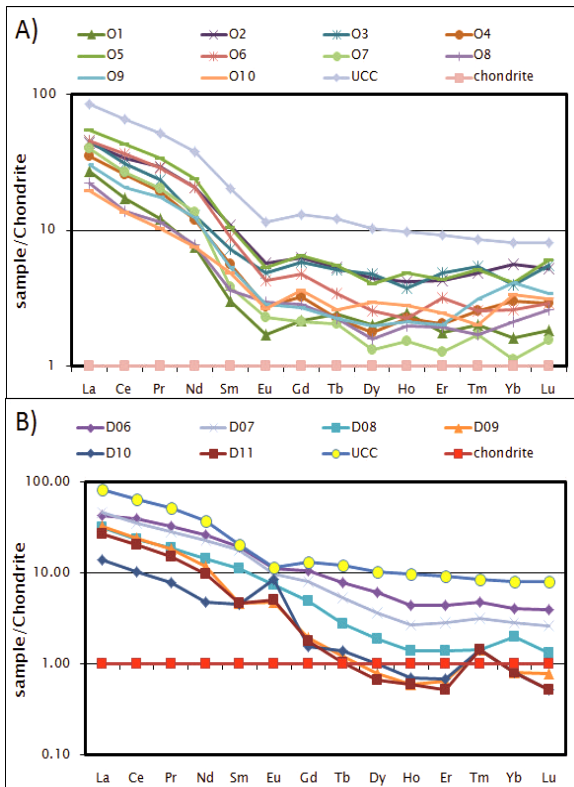 A)
O1 O2 O3 O4
O5 O6 O7 O8
O9 O10 UCC chondrite
sample/Chondrite
100
10
1
La Ce Pr Nd Sm Eu Gd Tb Dy Ho Er Tm Yb Lu
B)
D06 D07 D08 D09
D10 D11 UCC chondrite
sample/Chondrite
100.00
10.00
1.00
0.10
La Ce Pr Nd Sm Eu Gd Tb Dy Ho Er Tm Yb Lu